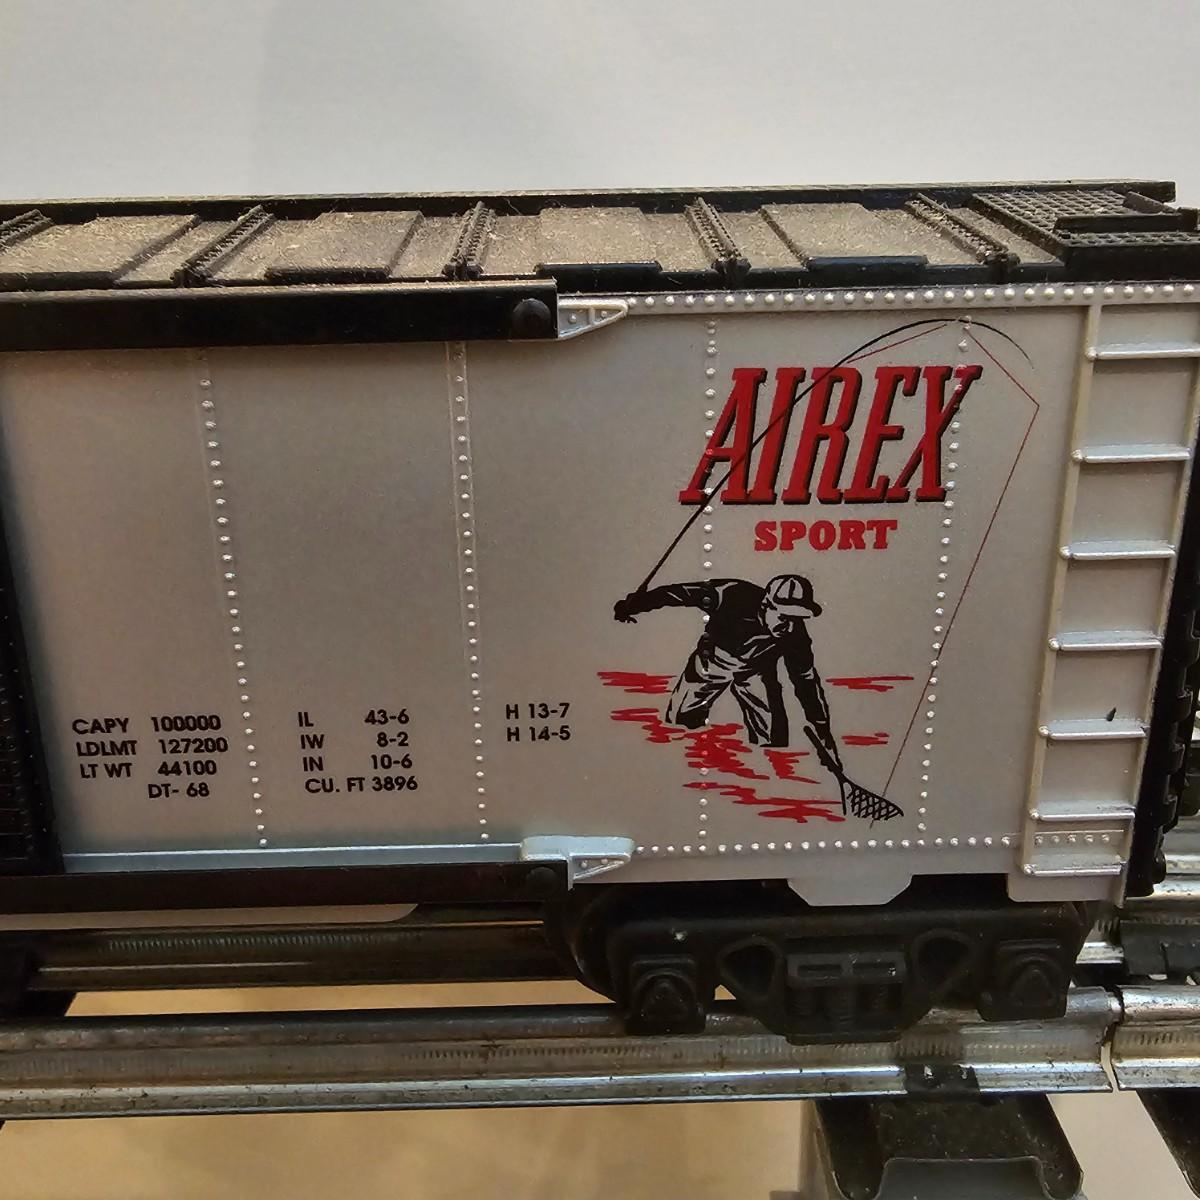 AIREX
SPORT
CAPY 100000
LDLMT 127200
LT WT 44100
DT- 68
IL 43-6
IW 8-2
IN 10-6
CU. FT 3896
H 13-7
H 14-5